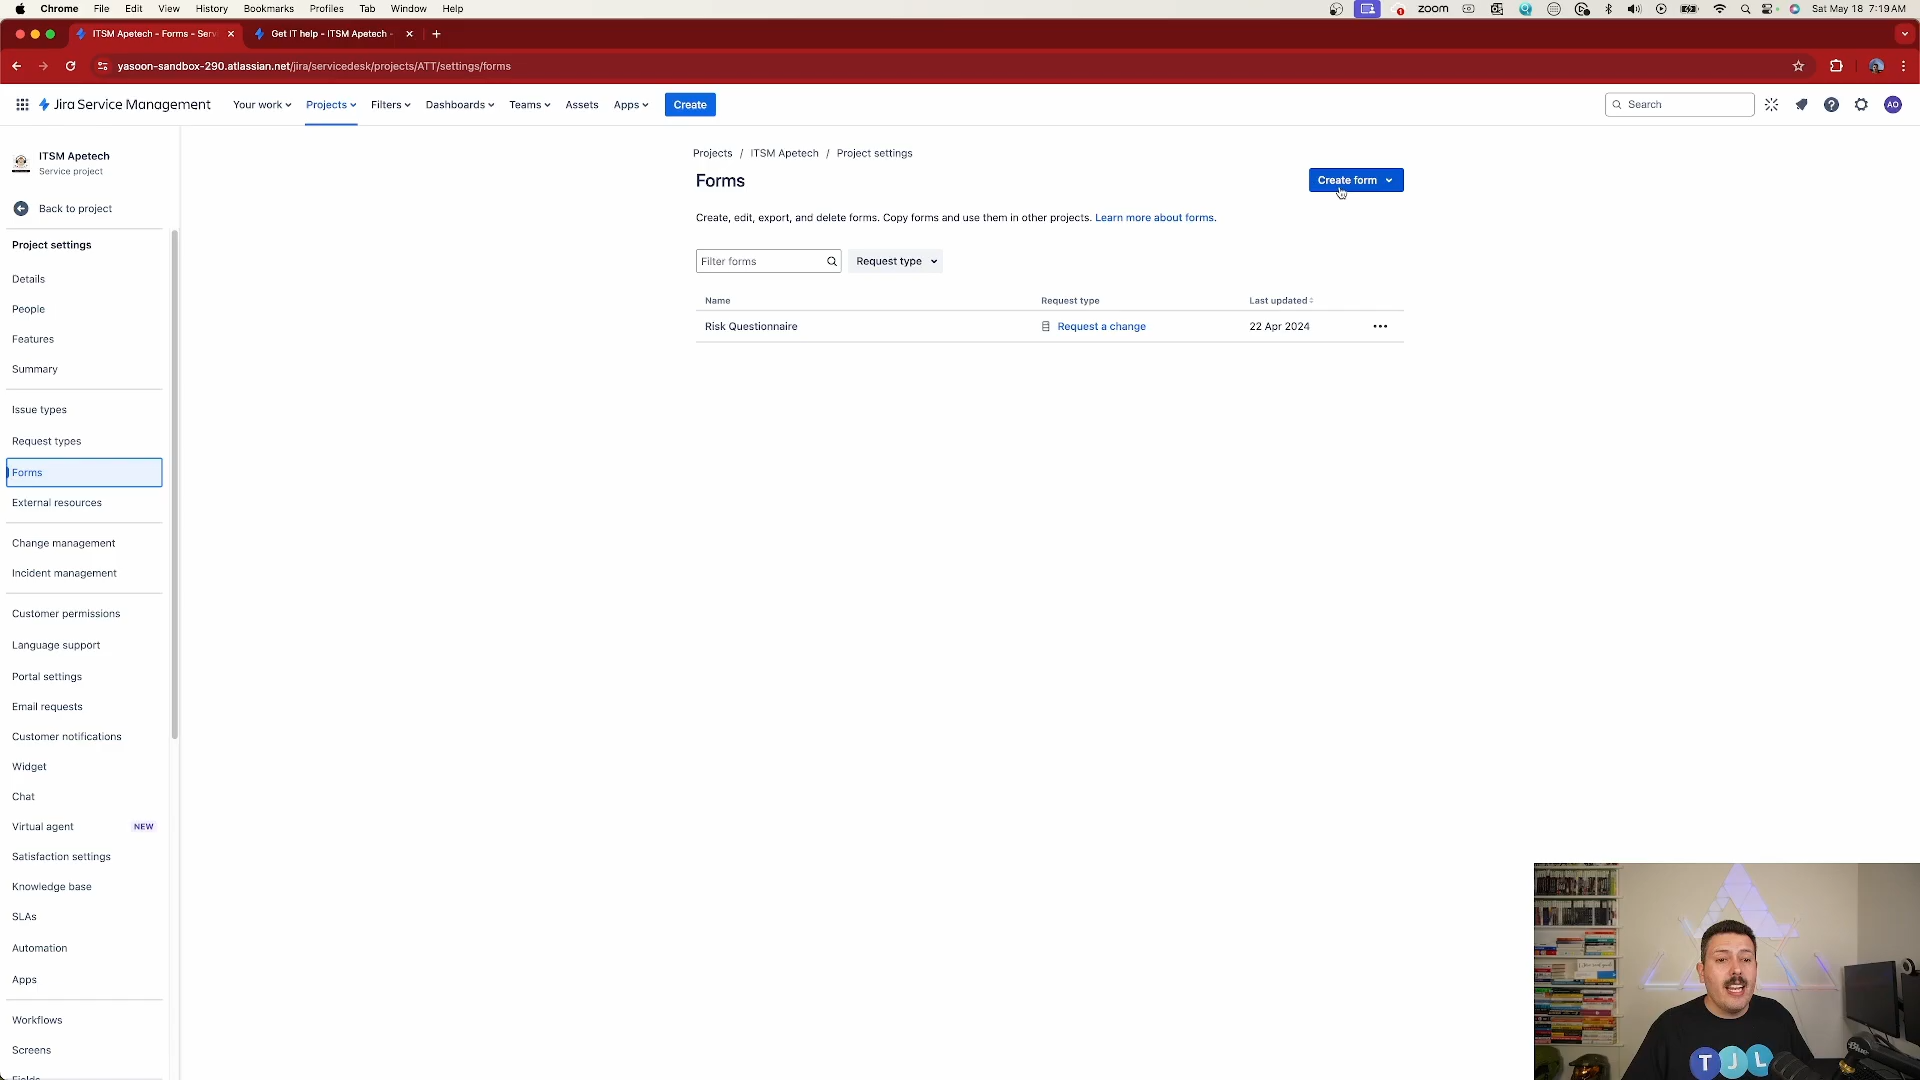 Chrome File Edit View History Bookmarks Profiles Tab Window Help
zoom Sat May 18 7:19 AM
ITSM Apetech - Forms - Serv
Get IT help - ITSM Apetech -
yasoon-sandbox-290.atlassian.net/jira/servicedesk/projects/ATT/settings/forms
Jira Service Management Your work Projects Filters Dashboards Teams Assets Apps Create Search AO
ITSM Apetech
Service project
Back to project
Project settings
Details
People
Features
Summary
Issue types
Request types
Forms
External resources
Change management
Incident management
Customer permissions
Language support
Portal settings
Email requests
Customer notifications
Widget
Chat
Virtual agent NEW
Satisfaction settings
Knowledge base
SLAs
Automation
Apps
Workflows
Screens
Fields
Projects / ITSM Apetech / Project settings
Forms
Create form
Create, edit, export, and delete forms. Copy forms and use them in other projects. Learn more about forms.
Filter forms
Request type
Name Request type Last updated
Risk Questionnaire Request a change 22 Apr 2024
T J L
Blue